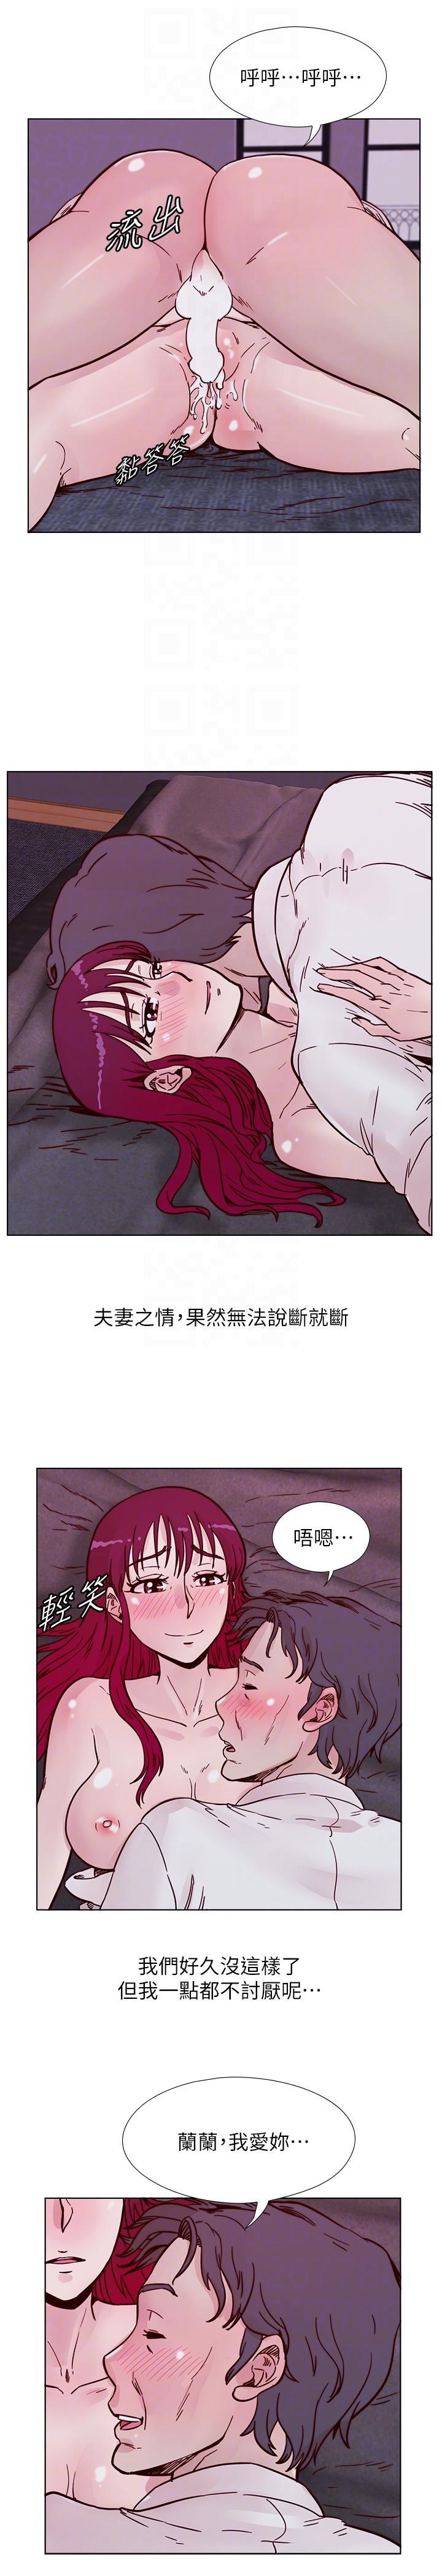 呼呼…呼呼…
流出
黏答答
夫妻之情,果然無法說斷就斷
唔嗯…
輕笑
我們好久沒這樣了
但我一點都不討厭呢…
蘭蘭,我愛妳…